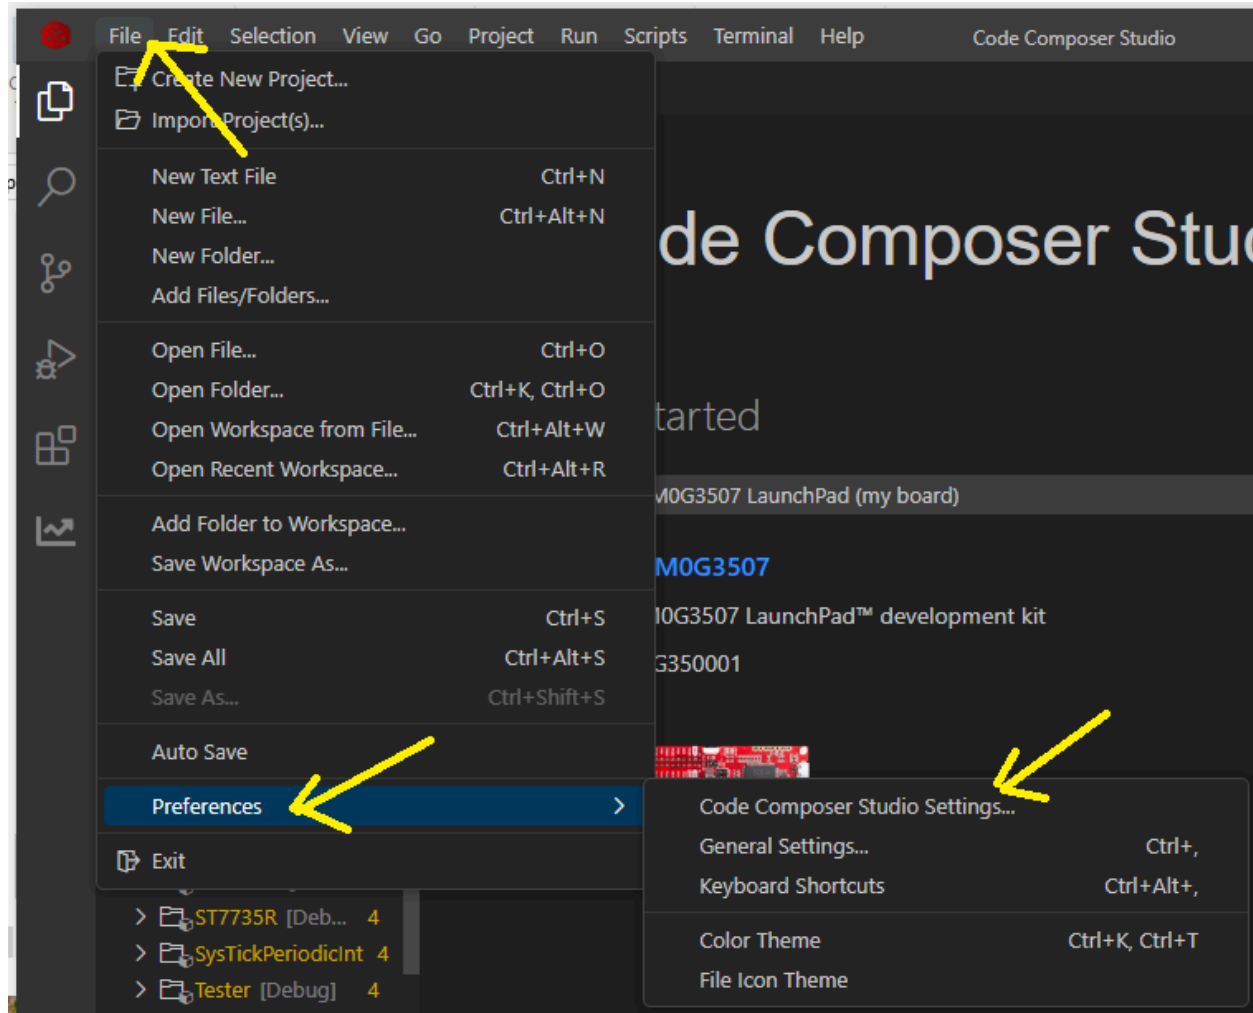 File Edit Selection View Go Project Run Scripts Terminal Help Code Composer Studio
Create New Project...
Import Project(s)...
New Text File Ctrl+N
New File... Ctrl+Alt+N
New Folder...
Add Files/Folders...
Open File... Ctrl+O
Open Folder... Ctrl+K, Ctrl+O
Open Workspace from File... Ctrl+Alt+W
Open Recent Workspace... Ctrl+Alt+R
Add Folder to Workspace...
Save Workspace As...
Save Ctrl+S
Save All Ctrl+Alt+S
Save As... Ctrl+Shift+S
Auto Save
Preferences
Exit
de Composer Stu
tarted
M0G3507 LaunchPad (my board)
M0G3507
0G3507 LaunchPad™ development kit
G350001
Code Composer Studio Settings...
General Settings... Ctrl+,
Keyboard Shortcuts Ctrl+Alt+,
Color Theme Ctrl+K, Ctrl+T
File Icon Theme
ST7735R [Deb... 4
SysTickPeriodicInt 4
Tester [Debug] 4